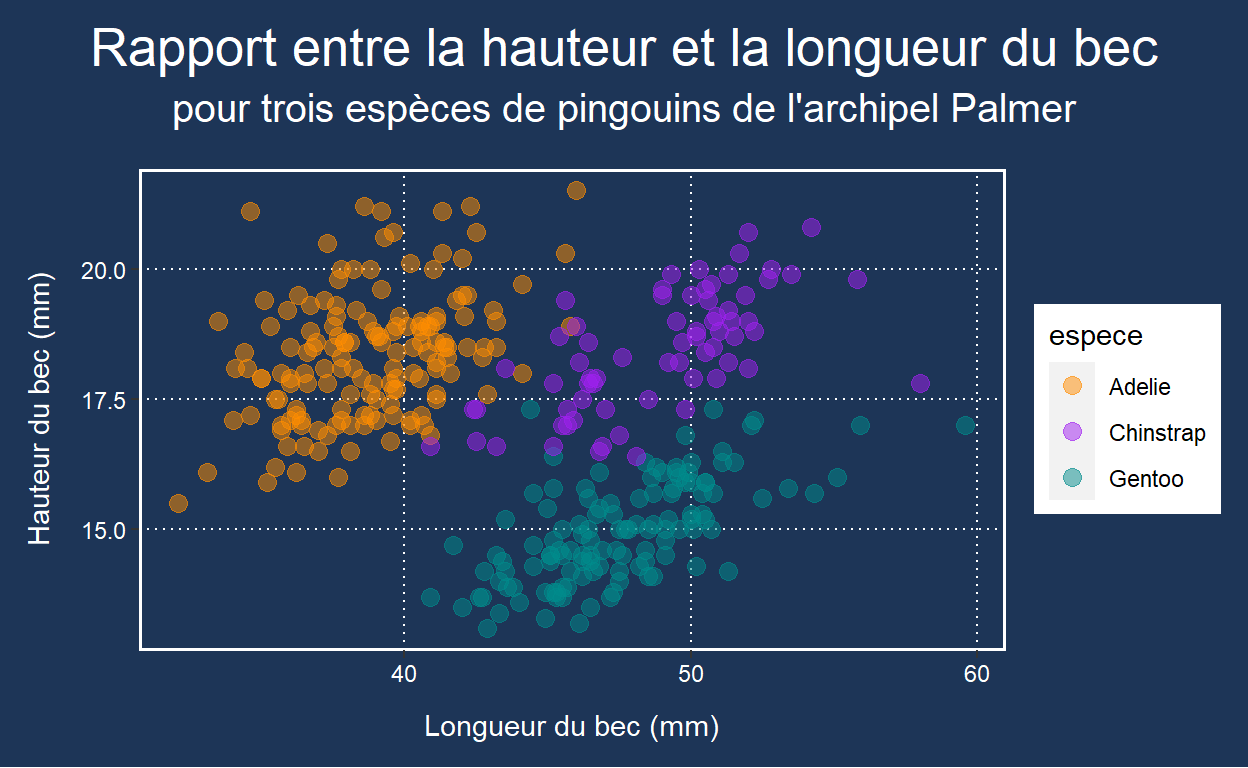 Rapport entre la hauteur et la longueur du bec
pour trois espèces de pingouins de l'archipel Palmer
Hauteur du bec (mm)
20.0
17.5
15.0
40
50
60
Longueur du bec (mm)
espece
Adelie
Chinstrap
Gentoo